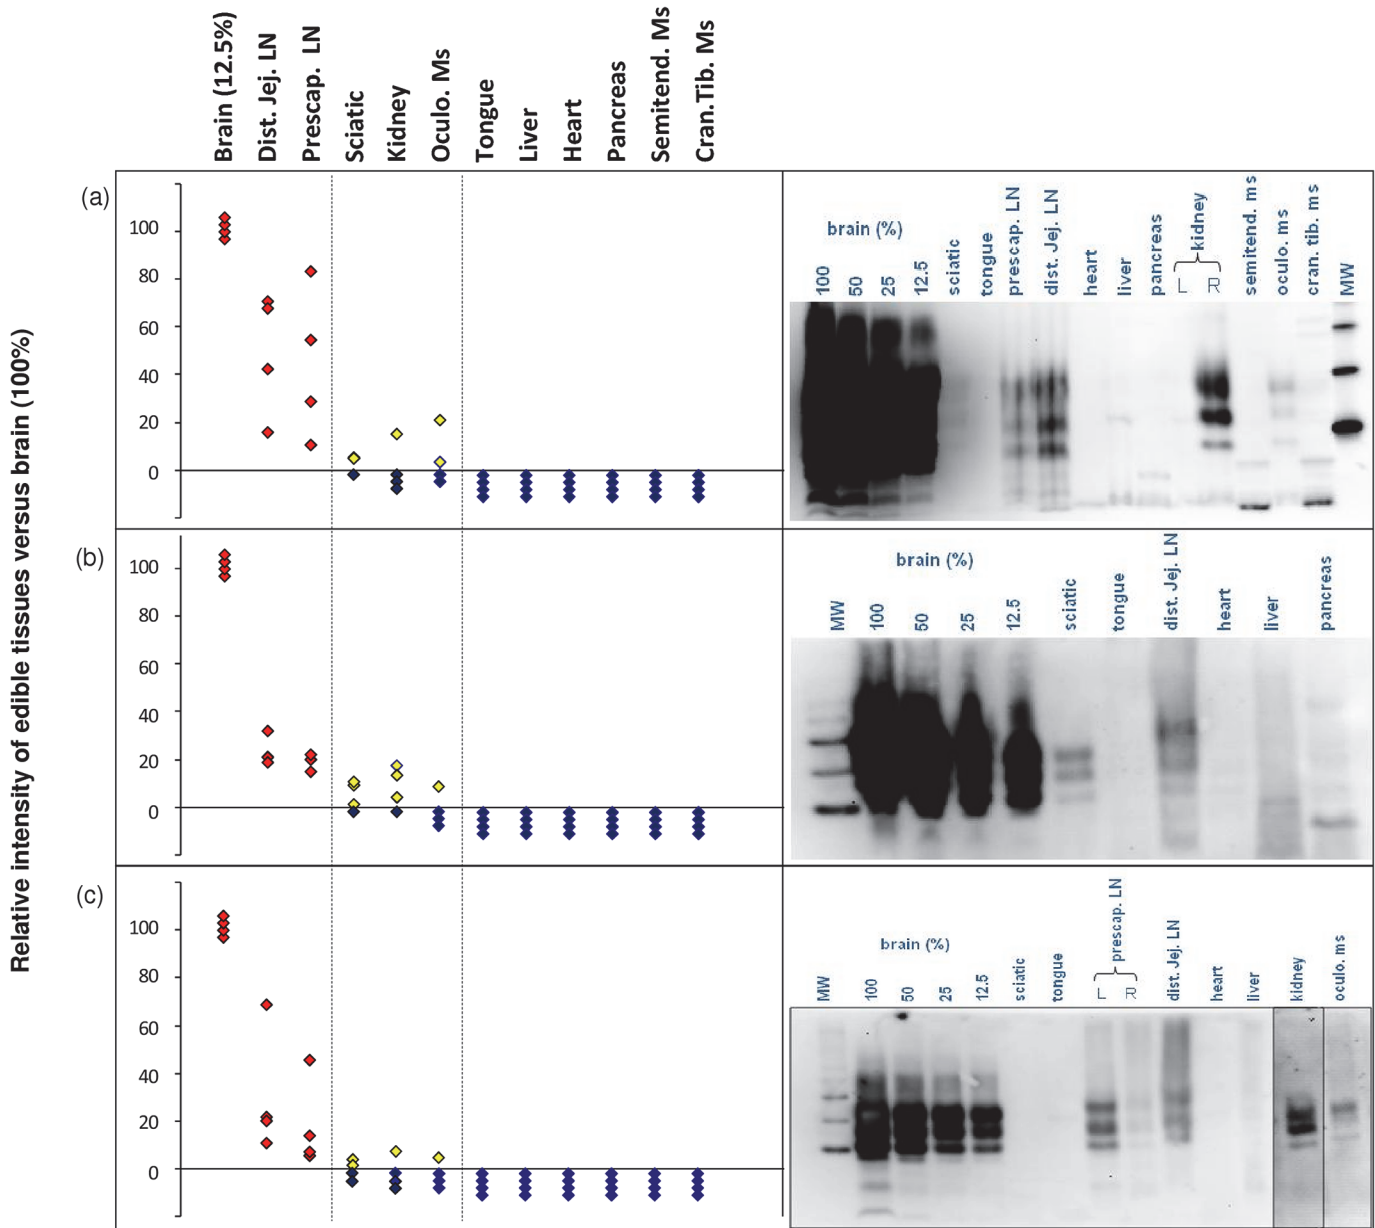 Brain (12.5%)
Dist. Jej. LN
Prescap. LN
Sciatic
Kidney
Oculo. Ms
Tongue
Liver
Heart
Pancreas
Semitend. Ms
Cran.Tib. Ms
Relative intensity of edible tissues versus brain (100%)
(a)
100
80
60
40
20
0
brain (%)
100
50
25
12.5
sciatic
tongue
prescap. LN
dist. Jej. LN
heart
liver
pancreas
kidney
L
R
semitend. ms
oculo. ms
cran. tib. ms
MW
(b)
100
80
60
40
20
0
brain (%)
MW
100
50
25
12.5
sciatic
tongue
dist. Jej. LN
heart
liver
pancreas
(c)
100
80
60
40
20
0
brain (%)
MW
100
50
25
12.5
sciatic
tongue
prescap. LN
L
R
dist. Jej. LN
heart
liver
kidney
oculo. ms